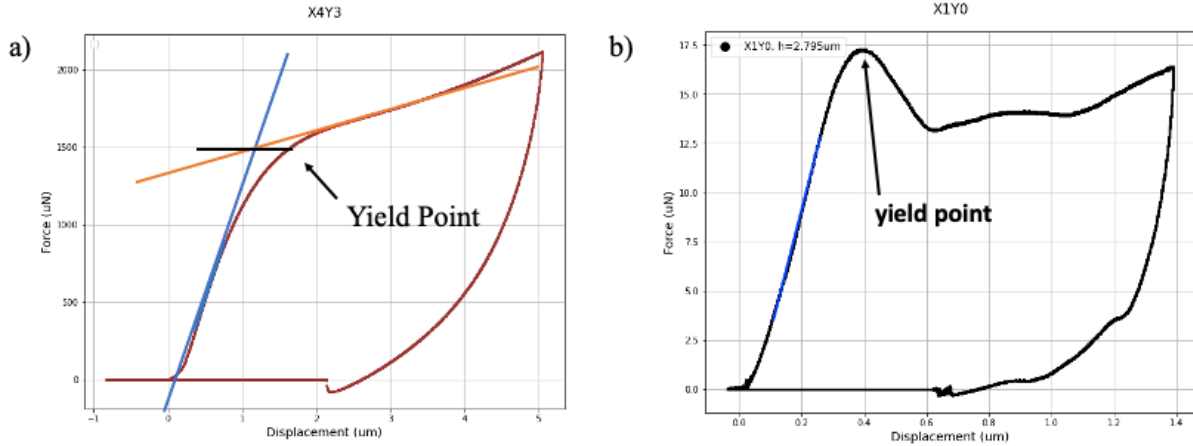 X4Y3
a)
2000
1500
1000
500
0
Force (uN)
Yield Point
−1 0 1 2 3 4 5
Displacement (um)
X1Y0
b)
X1Y0, h=2.795um
17.5
15.0
12.5
10.0
7.5
5.0
2.5
0.0
Force (uN)
yield point
0.0 0.2 0.4 0.6 0.8 1.0 1.2 1.4
Displacement (um)